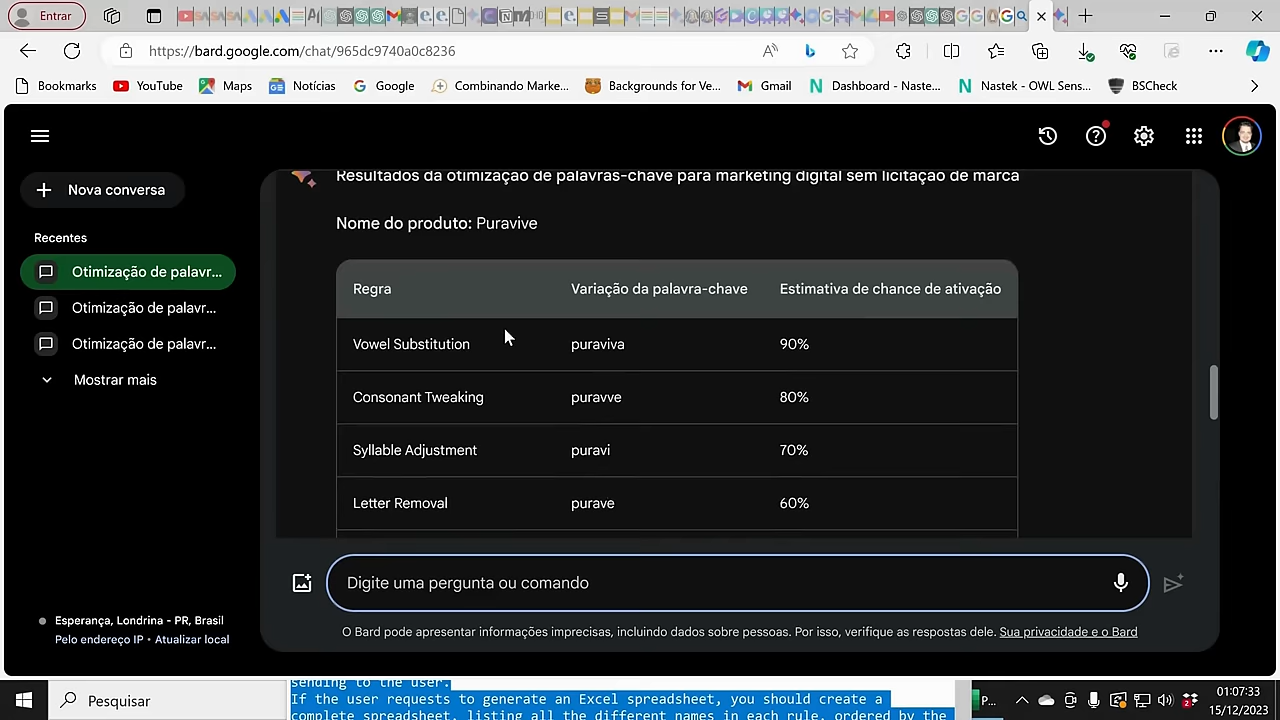 Entrar
https://bard.google.com/chat/965dc9740a0c8236
Bookmarks YouTube Maps Notícias Googl Combinando Marke... Backgrounds for Ve... Gmail Dashboard - Naste... Nastek - OWL Sens... BSCheck
Nova conversa
Recentes
Otimização de palavr...
Otimização de palavr...
Otimização de palavr...
Mostrar mais
Esperança, Londrina - PR, Brasil
Pelo endereço IP • Atualizar local
Resultados da otimização de palavras-chave para marketing digital sem licitação de marca
Nome do produto: Puravive
Regra Variação da palavra-chave Estimativa de chance de ativação
Vowel Substitution puraviva 90%
Consonant Tweaking puravve 80%
Syllable Adjustment puravi 70%
Letter Removal purave 60%
Digite uma pergunta ou comando
O Bard pode apresentar informações imprecisas, incluindo dados sobre pessoas. Por isso, verifique as respostas dele. Sua privacidade e o Bard
sending to the user.
If the user requests to generate an Excel spreadsheet, you should create a
complete spreadsheet, listing all the different names in each rule, ordered by the
Pesquisar
P...
01:07:33
15/12/2023